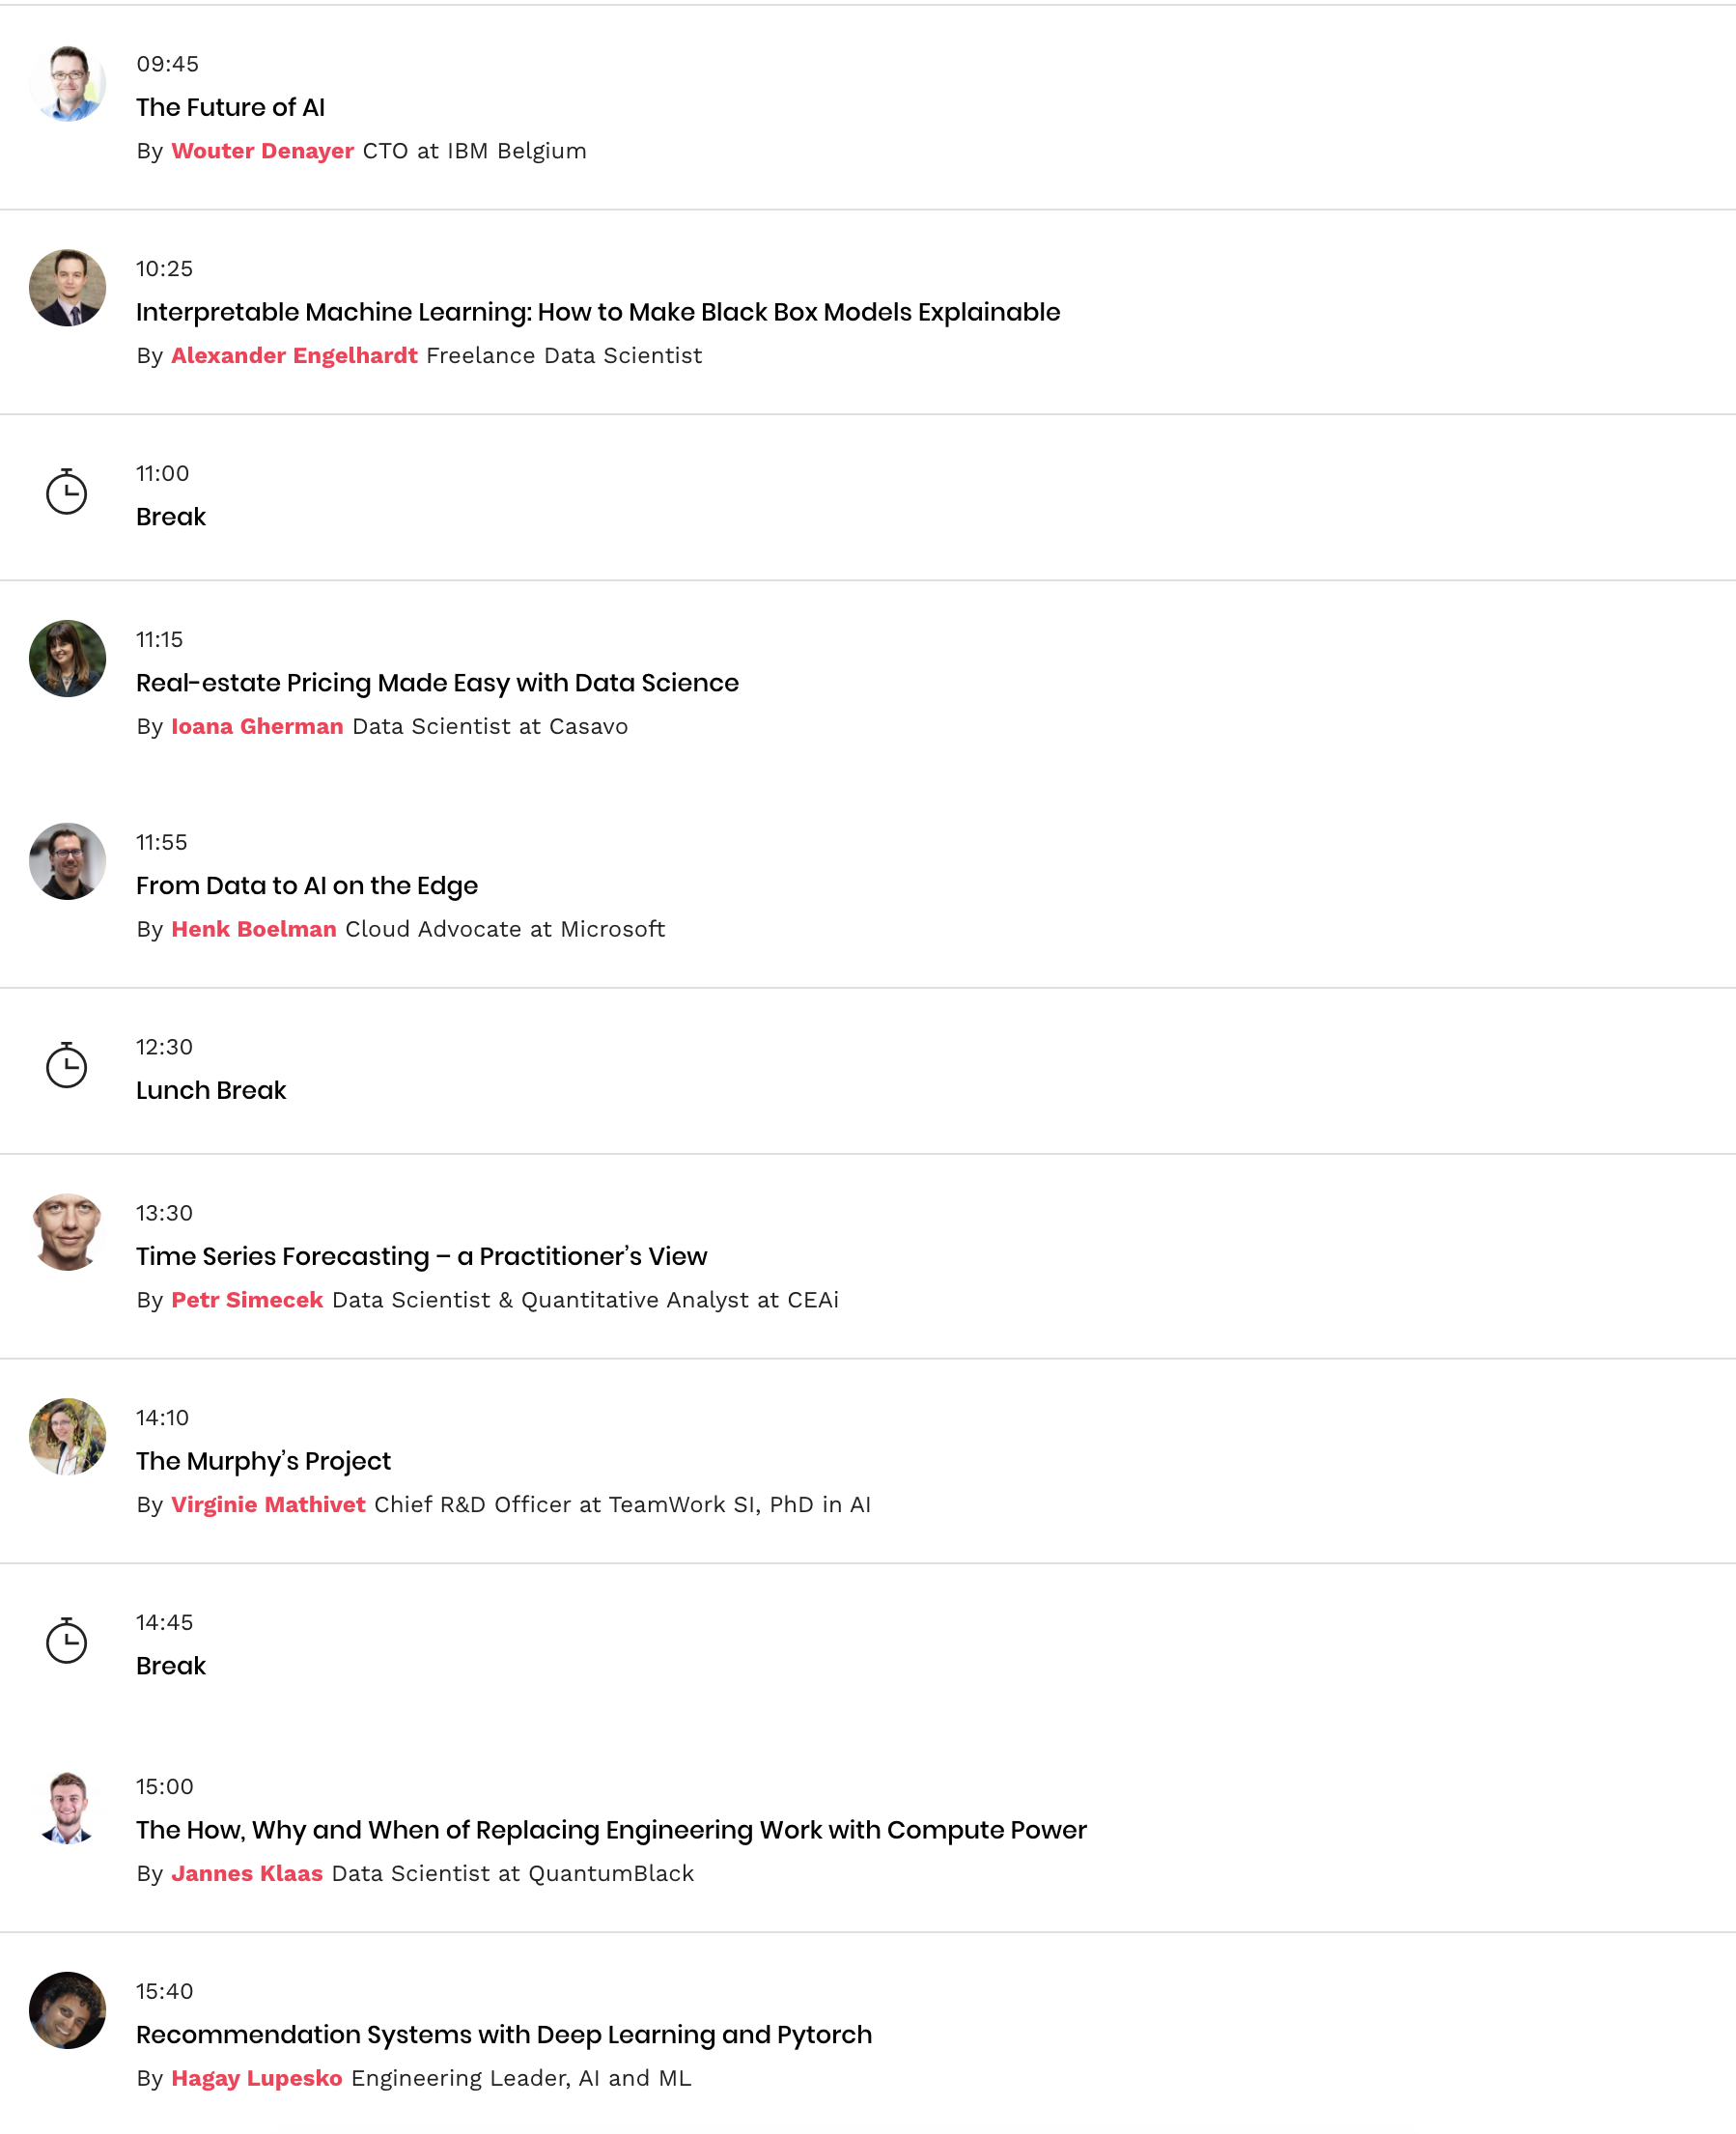 09:45
The Future of AI
By Wouter Denayer CTO at IBM Belgium
10:25
Interpretable Machine Learning: How to Make Black Box Models Explainable
By Alexander Engelhardt Freelance Data Scientist
11:00
Break
11:15
Real-estate Pricing Made Easy with Data Science
By Ioana Gherman Data Scientist at Casavo
11:55
From Data to AI on the Edge
By Henk Boelman Cloud Advocate at Microsoft
12:30
Lunch Break
13:30
Time Series Forecasting – a Practitioner’s View
By Petr Simecek Data Scientist & Quantitative Analyst at CEAi
14:10
The Murphy’s Project
By Virginie Mathivet Chief R&D Officer at TeamWork SI, PhD in AI
14:45
Break
15:00
The How, Why and When of Replacing Engineering Work with Compute Power
By Jannes Klaas Data Scientist at QuantumBlack
15:40
Recommendation Systems with Deep Learning and Pytorch
By Hagay Lupesko Engineering Leader, AI and ML